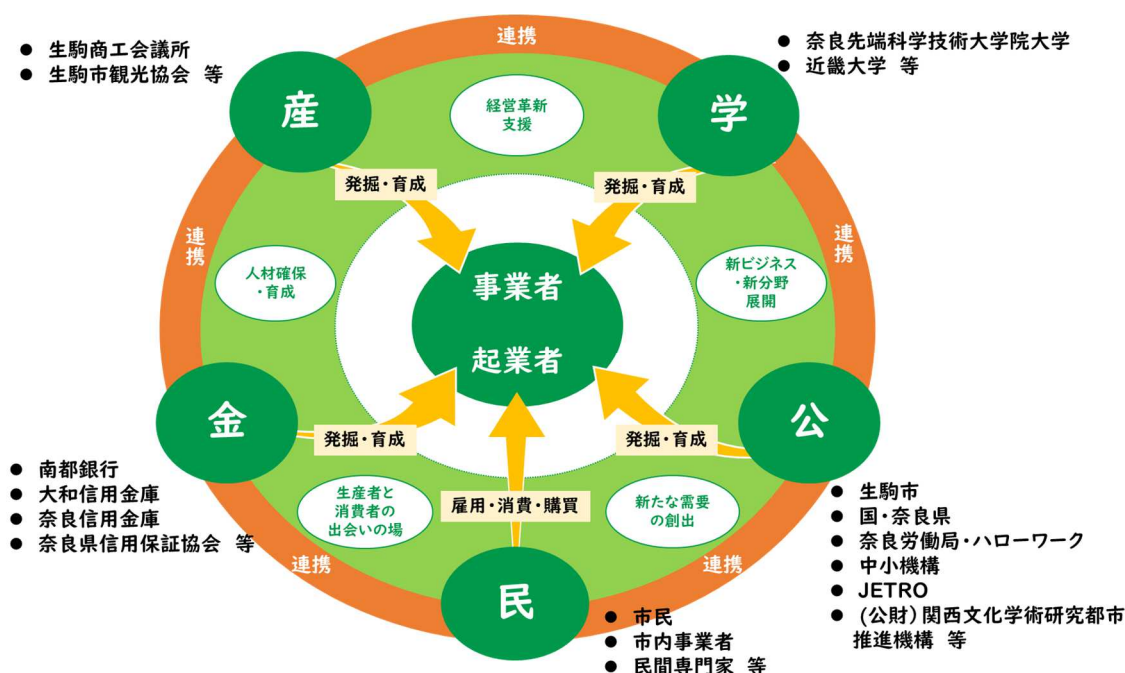 連携
● 生駒商工会議所
● 生駒市観光協会 等
● 奈良先端科学技術大学院大学
● 近畿大学 等
産
学
経営革新
支援
発掘・育成
発掘・育成
連携
連携
人材確保
・育成
新ビジネス
・新分野
展開
事業者
起業者
金
公
発掘・育成
発掘・育成
● 南都銀行
● 大和信用金庫
● 奈良信用金庫
● 奈良県信用保証協会 等
生産者と
消費者の
出会いの場
雇用・消費・購買
新たな需要
の創出
● 生駒市
● 国・奈良県
● 奈良労働局・ハローワーク
● 中小機構
● JETRO
● (公財)関西文化学術研究都市
推進機構 等
連携
連携
民
● 市民
● 市内事業者
● 民間専門家 等